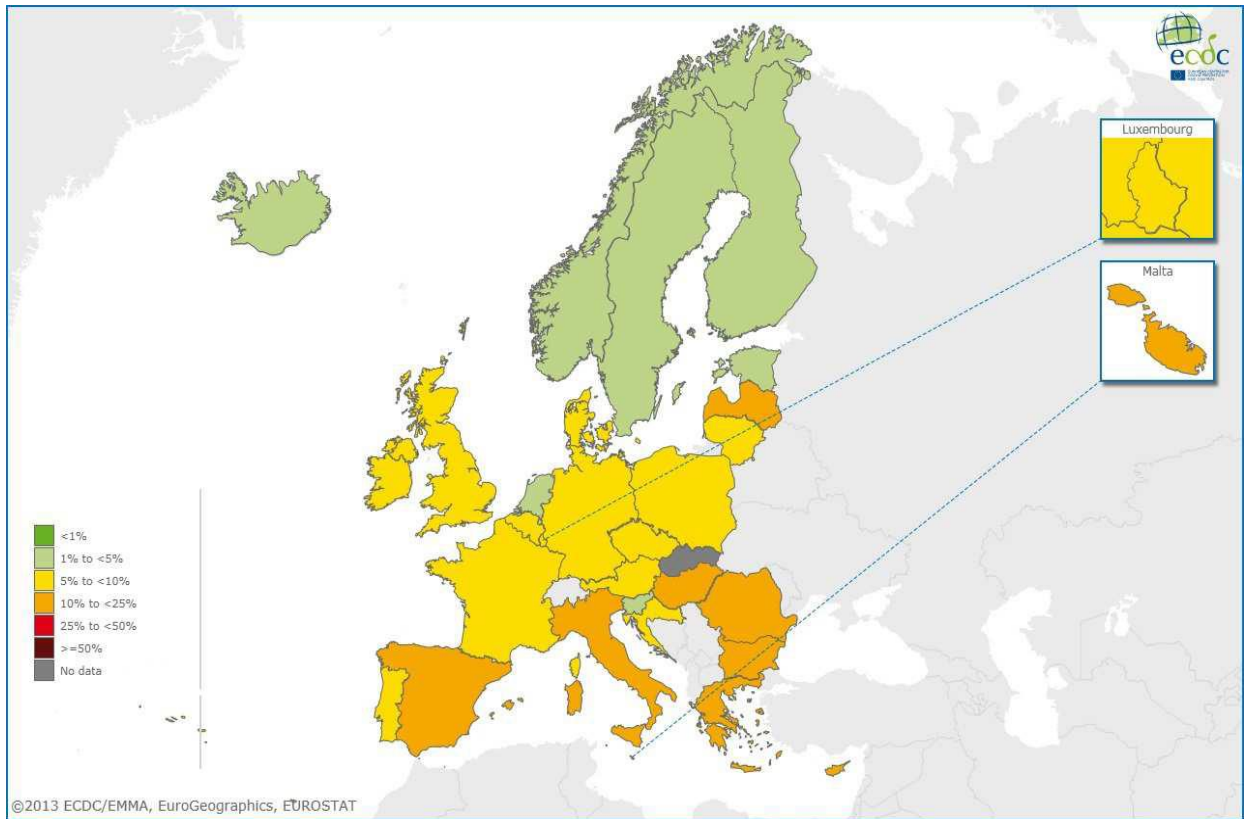 ecdc
Luxembourg
Malta
<1%
1% to <5%
5% to <10%
10% to <25%
25% to <50%
>=50%
No data
©2013 ECDC/EMMA, EuroGeographics, EUROSTAT